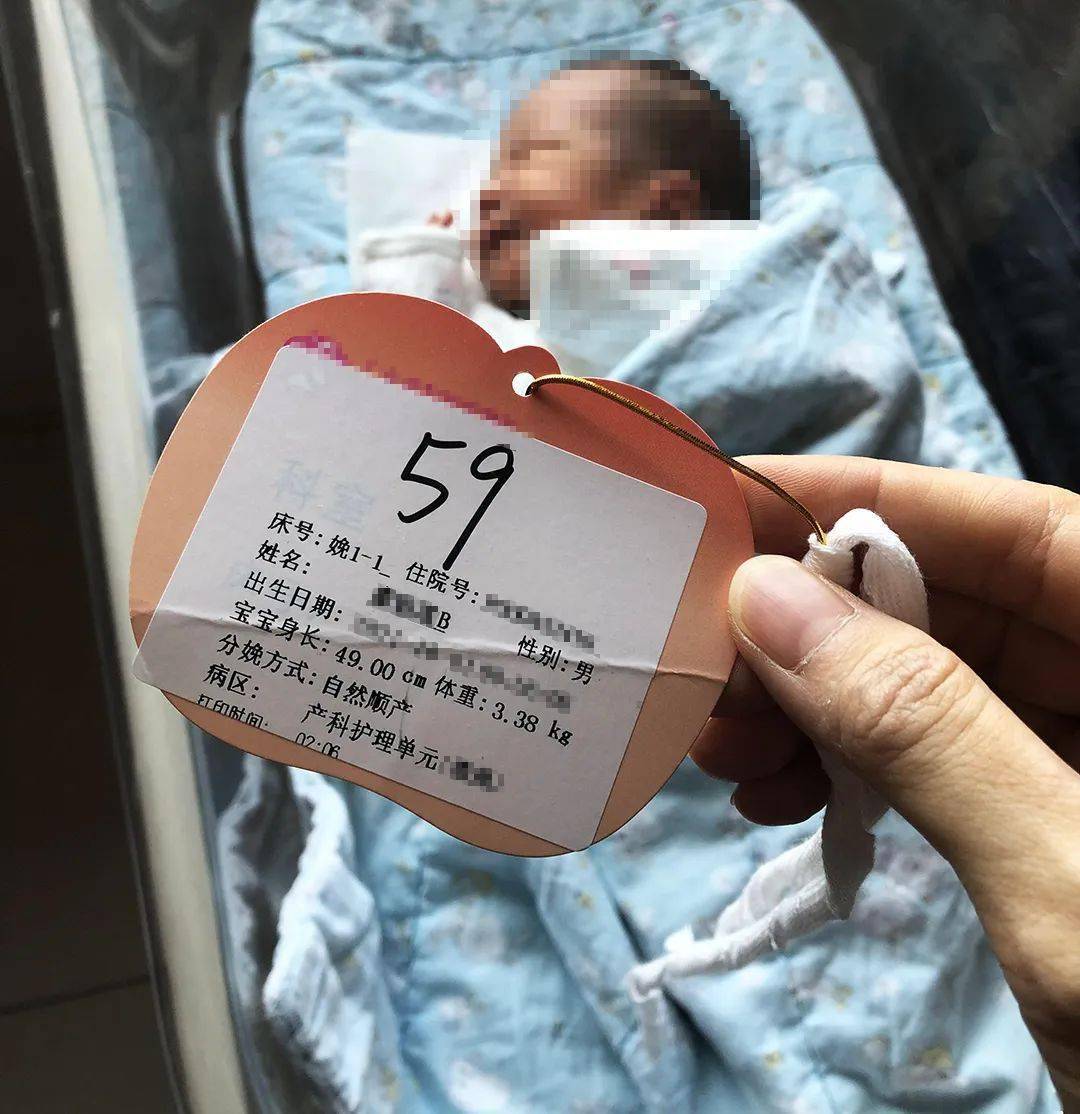 59
科室
床号: 娩1-1_ 住院号:
姓名: B 性别: 男
出生日期:
宝宝身长: 49.00 cm 体重: 3.38 kg
分娩方式: 自然顺产
病区: 产科护理单元(
打印时间: 02:06